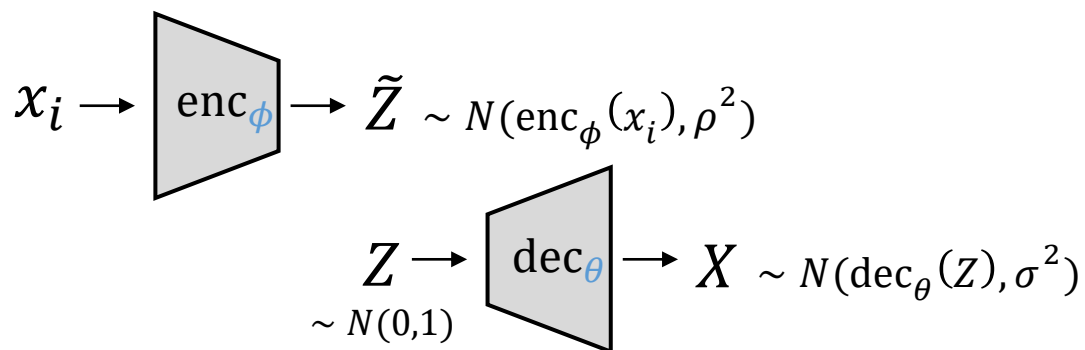 x_i → enc_ϕ → Z̃ ~ N(enc_ϕ(x_i), ρ²)
Z → dec_θ → X ~ N(dec_θ(Z), σ²)
~ N(0,1)